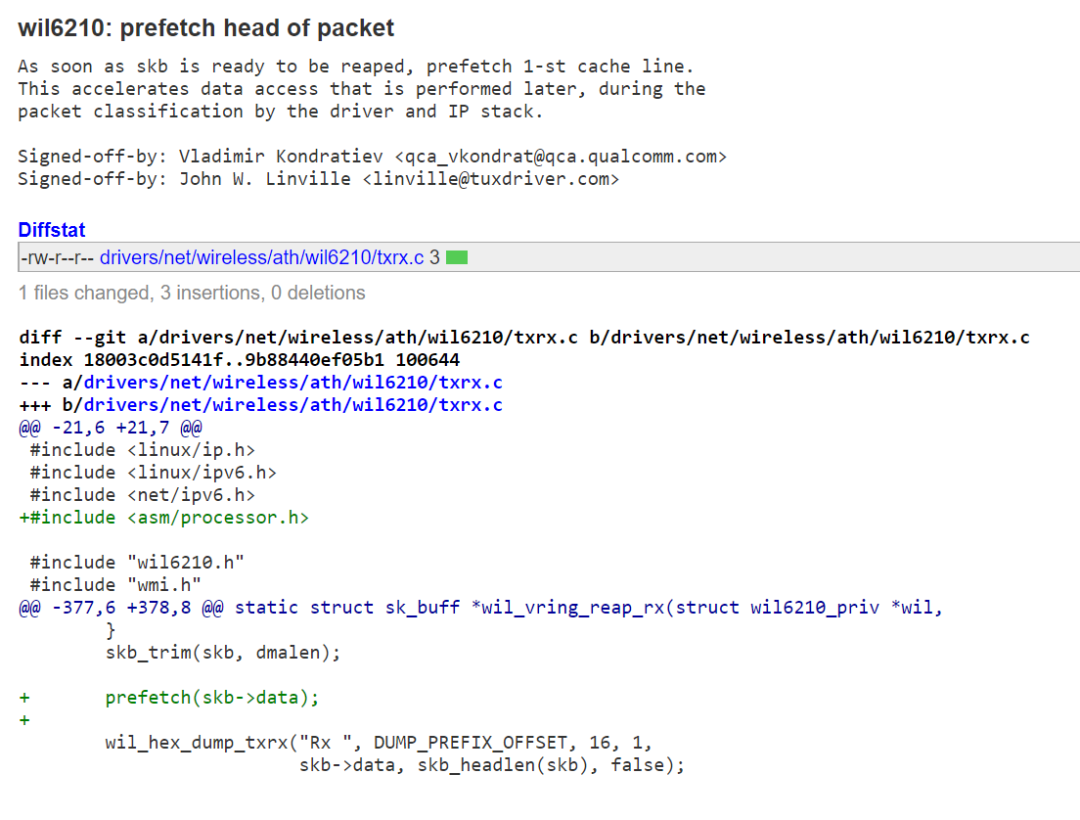 wil6210: prefetch head of packet
As soon as skb is ready to be reaped, prefetch 1-st cache line.
This accelerates data access that is performed later, during the
packet classification by the driver and IP stack.
Signed-off-by: Vladimir Kondratiev <qca_vkondrat@qca.qualcomm.com>
Signed-off-by: John W. Linville <linville@tuxdriver.com>
Diffstat
-rw-r--r-- drivers/net/wireless/ath/wil6210/txrx.c 3
1 files changed, 3 insertions, 0 deletions
diff --git a/drivers/net/wireless/ath/wil6210/txrx.c b/drivers/net/wireless/ath/wil6210/txrx.c
index 18003c0d5141f..9b88440ef05b1 100644
--- a/drivers/net/wireless/ath/wil6210/txrx.c
+++ b/drivers/net/wireless/ath/wil6210/txrx.c
@@ -21,6 +21,7 @@
 #include <linux/ip.h>
 #include <linux/ipv6.h>
 #include <net/ipv6.h>
+#include <asm/processor.h>
 #include "wil6210.h"
 #include "wmi.h"
@@ -377,6 +378,8 @@ static struct sk_buff *wil_vring_reap_rx(struct wil6210_priv *wil,
        }
        skb_trim(skb, dmalen);
+       prefetch(skb->data);
+
        wil_hex_dump_txrx("Rx ", DUMP_PREFIX_OFFSET, 16, 1,
                          skb->data, skb_headlen(skb), false);